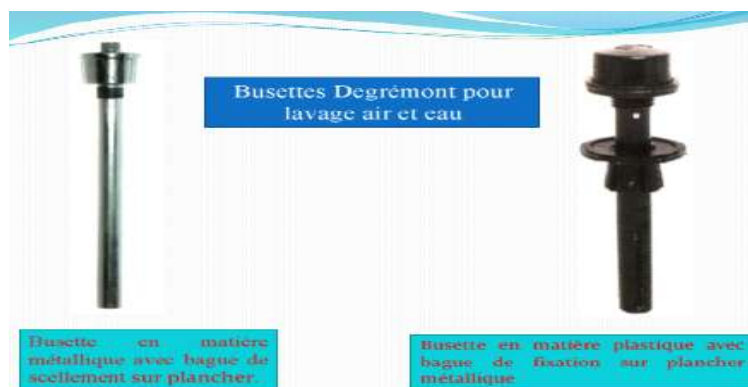 Busettes Degrémont pour
lavage air et eau
Busette en matière
métallique avec bague de
scellement sur plancher.
Busette en matière plastique avec
bague de fixation sur plancher
métallique